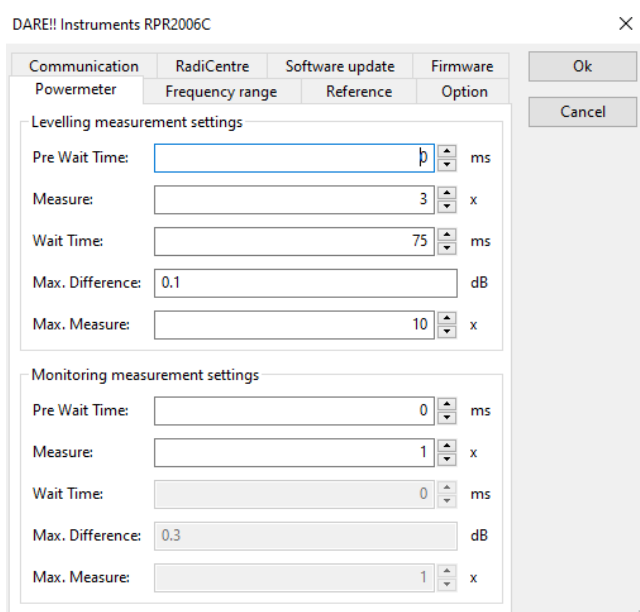 DARE!! Instruments RPR2006C
Communication RadiCentre Software update Firmware
Powermeter Frequency range Reference Option
Ok
Cancel
Levelling measurement settings
Pre Wait Time: 0 ms
Measure: 3 x
Wait Time: 75 ms
Max. Difference: 0.1 dB
Max. Measure: 10 x
Monitoring measurement settings
Pre Wait Time: 0 ms
Measure: 1 x
Wait Time: 0 ms
Max. Difference: 0.3 dB
Max. Measure: 1 x